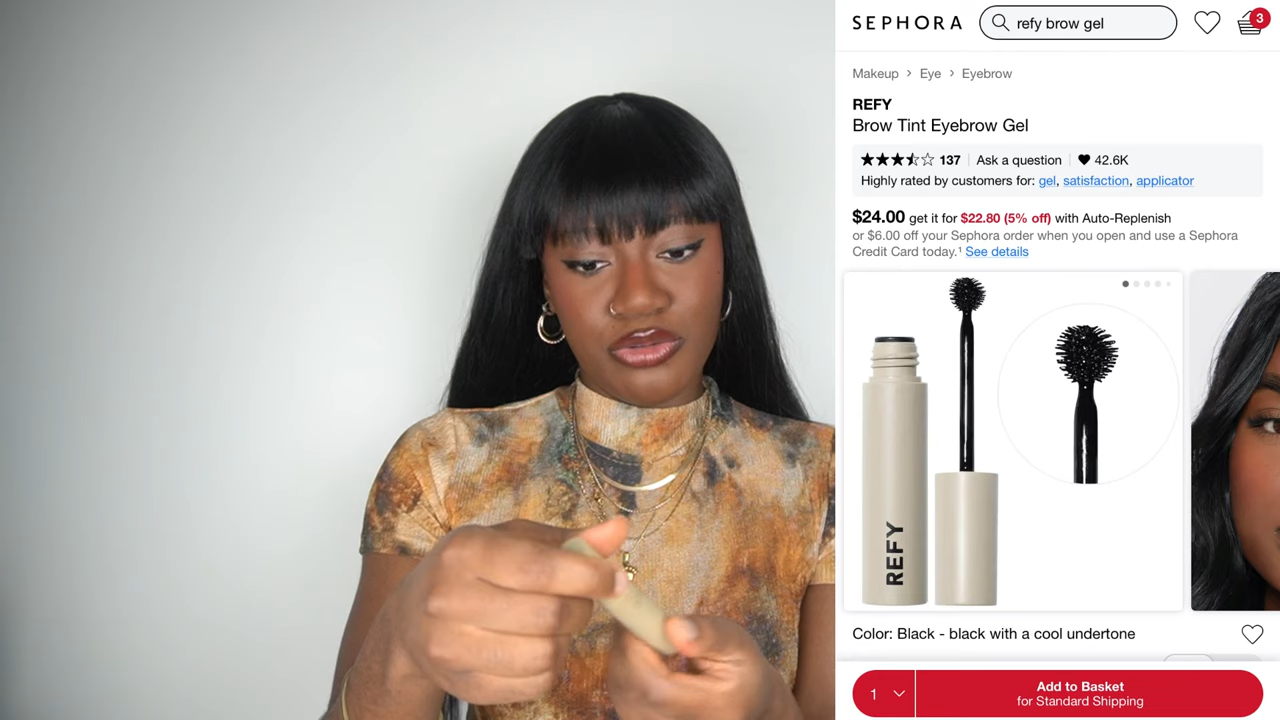 SEPHORA
refy brow gel
3
Makeup > Eye > Eyebrow
REFY
Brow Tint Eyebrow Gel
137 Ask a question 42.6K
Highly rated by customers for: gel, satisfaction, applicator
$24.00 get it for $22.80 (5% off) with Auto-Replenish
or $6.00 off your Sephora order when you open and use a Sephora
Credit Card today.¹ See details
REFY
Color: Black - black with a cool undertone
1
Add to Basket
for Standard Shipping